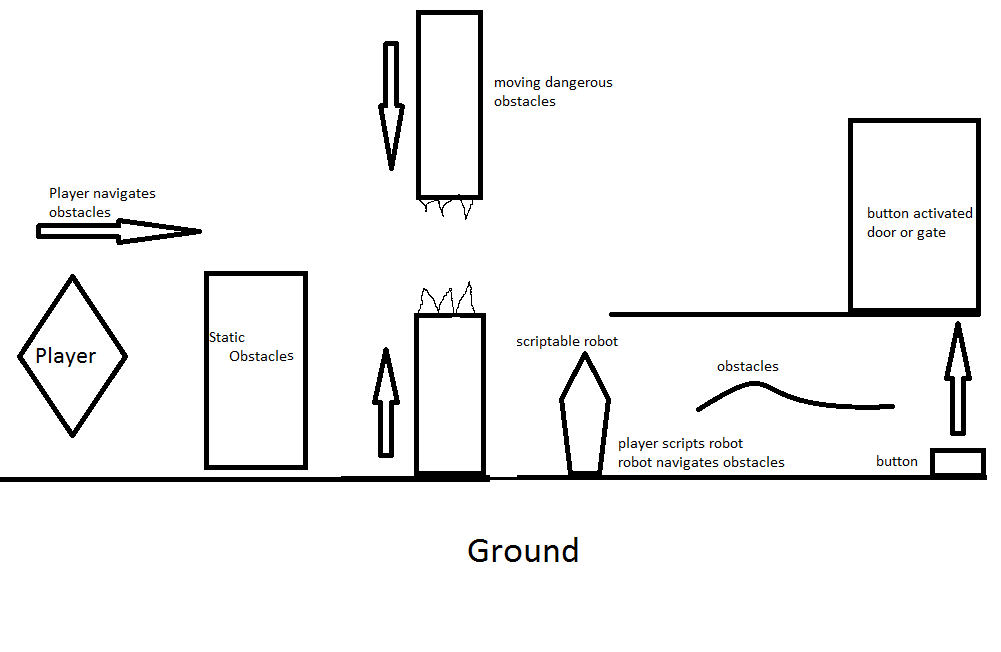 moving dangerous
obstacles
Player navigates
obstacles
button activated
door or gate
Static
Obstacles
Player
scriptable robot
obstacles
player scripts robot
robot navigates obstacles
button
Ground